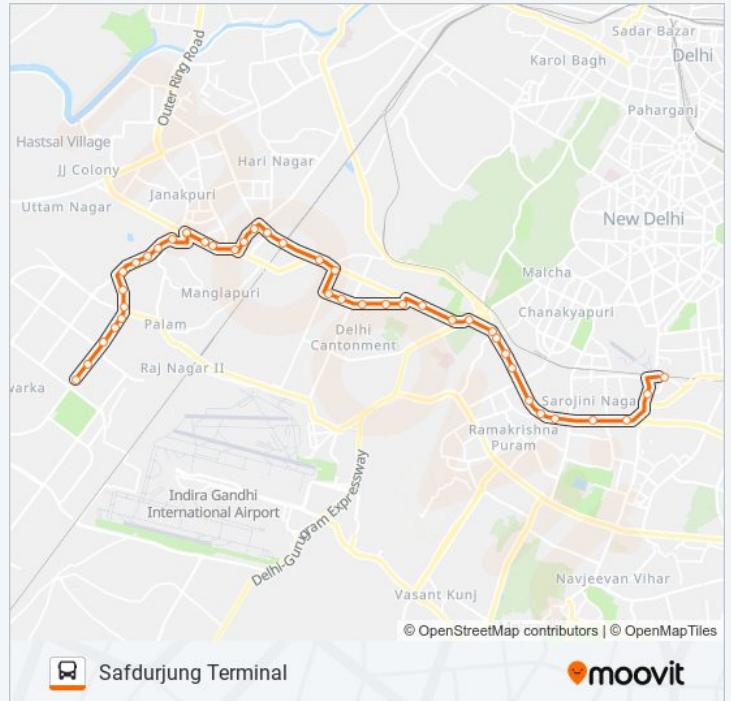 Sadar Bazar
Delhi
Karol Bagh
Outer Ring Road
Paharganj
Hastsal Village
Hari Nagar
JJ Colony
Janakpuri
Uttam Nagar
New Delhi
Malcha
Manglapuri
Chanakyapuri
Palam
Delhi
Cantonment
Raj Nagar II
warka
Sarojini Naga
Ramakrishna
Puram
Indira Gandhi
International Airport
Delhi-Gurugram Expressway
Navjeevan Vihar
Vasant Kunj
© OpenStreetMap contributors | © OpenMapTiles
Safdurjung Terminal
moovit